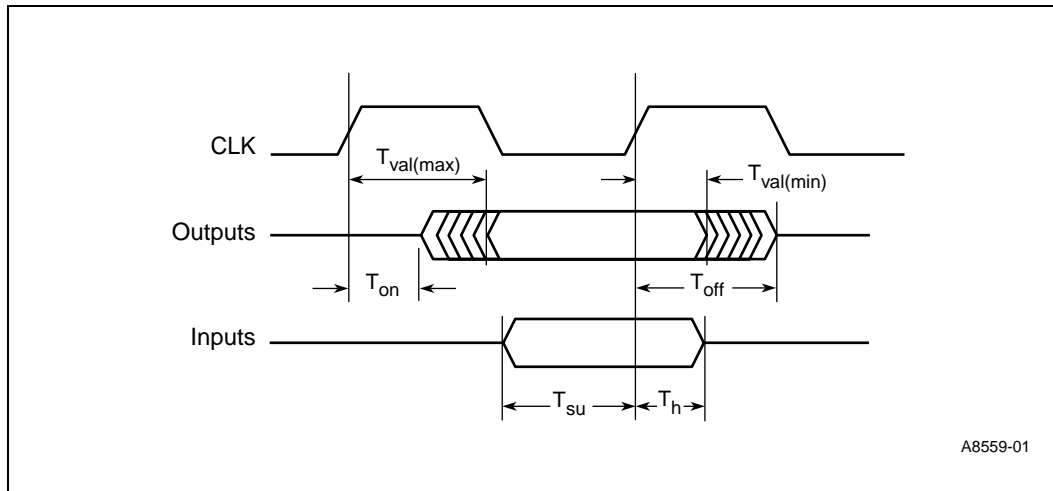 CLK
Tval(max)
Tval(min)
Outputs
Ton
Toff
Inputs
Tsu
Th
A8559-01